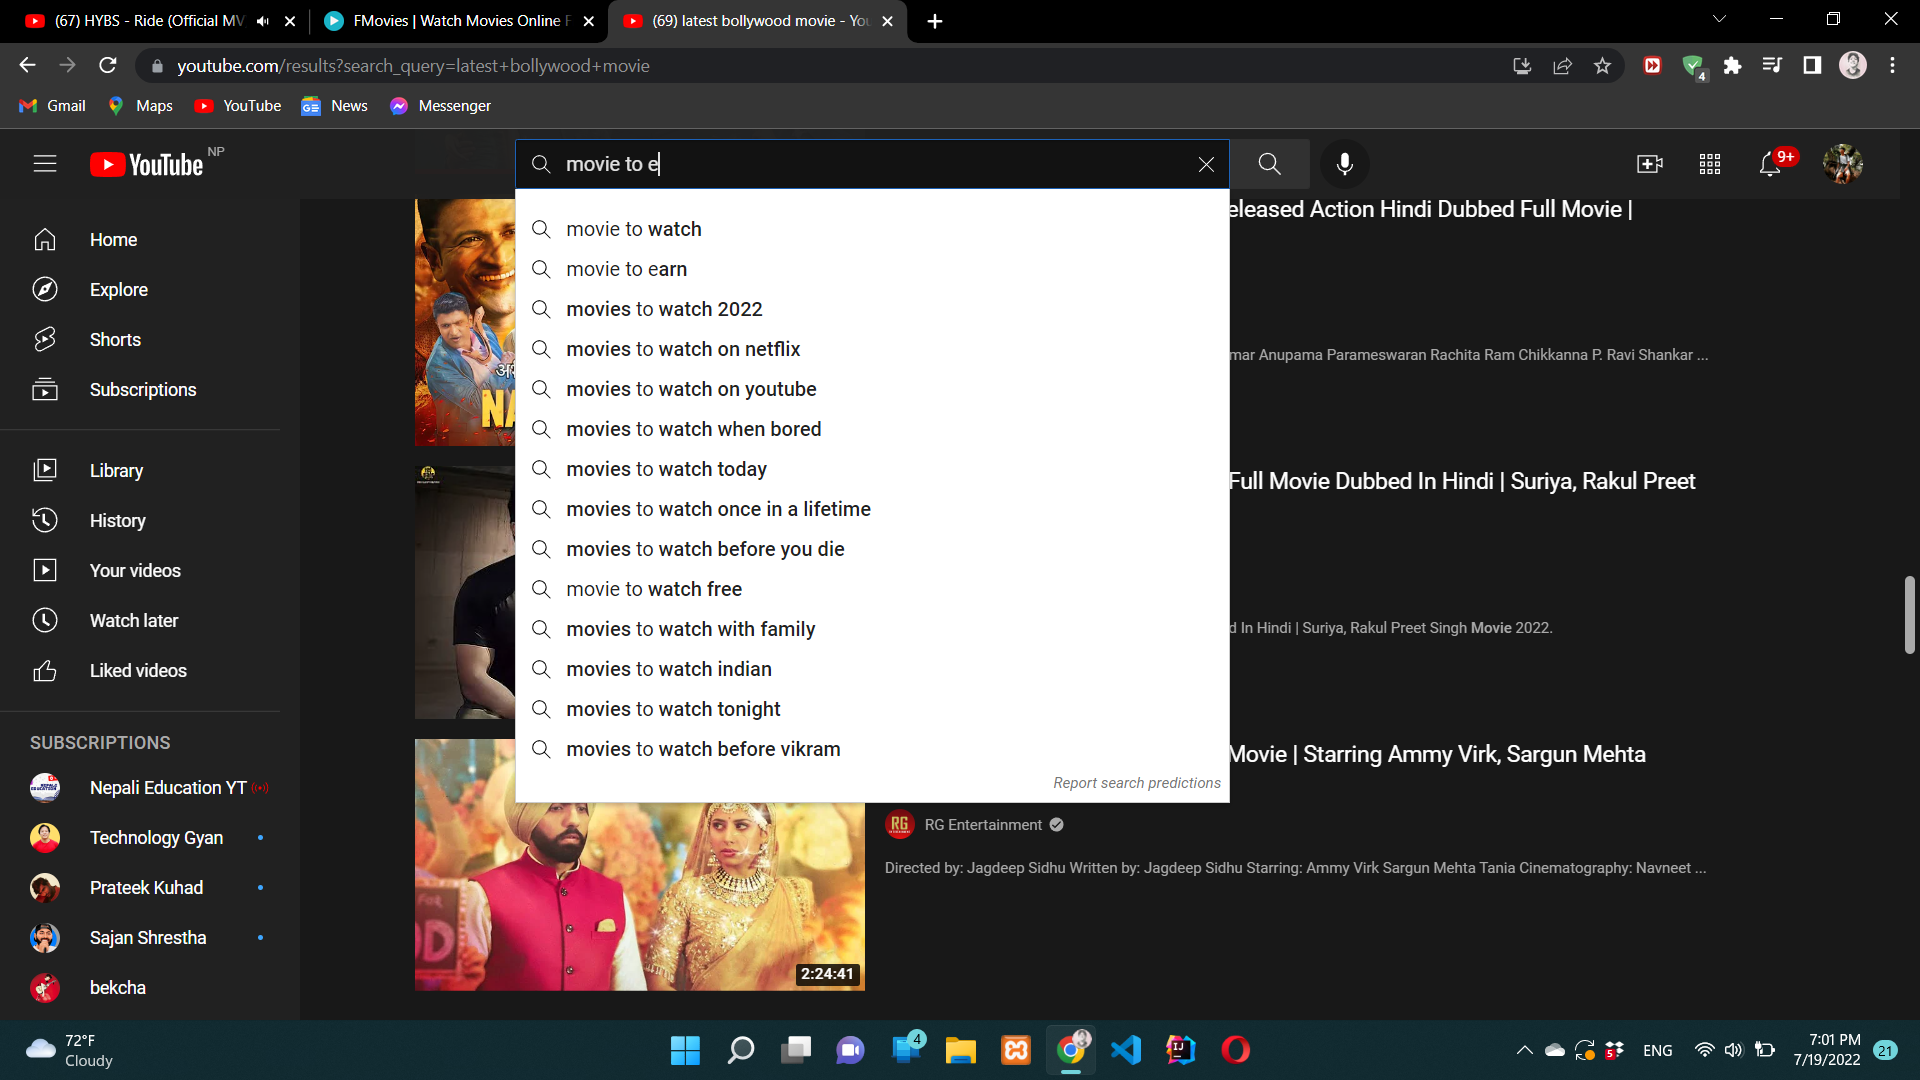 (67) HYBS - Ride (Official MV
FMovies | Watch Movies Online F
(69) latest bollywood movie - You
youtube.com/results?search_query=latest+bollywood+movie
4
Gmail
Maps
YouTube
News
Messenger
YouTube NP
movie to e
9+
Home
Explore
Shorts
Subscriptions
Library
History
Your videos
Watch later
Liked videos
SUBSCRIPTIONS
Nepali Education YT
Technology Gyan
Prateek Kuhad
Sajan Shrestha
bekcha
movie to watch
movie to earn
movies to watch 2022
movies to watch on netflix
movies to watch on youtube
movies to watch when bored
movies to watch today
movies to watch once in a lifetime
movies to watch before you die
movie to watch free
movies to watch with family
movies to watch indian
movies to watch tonight
movies to watch before vikram
Report search predictions
eleased Action Hindi Dubbed Full Movie |
mar Anupama Parameswaran Rachita Ram Chikkanna P. Ravi Shankar ...
Full Movie Dubbed In Hindi | Suriya, Rakul Preet
d In Hindi | Suriya, Rakul Preet Singh Movie 2022.
Movie | Starring Ammy Virk, Sargun Mehta
RG
RG Entertainment
Directed by: Jagdeep Sidhu Written by: Jagdeep Sidhu Starring: Ammy Virk Sargun Mehta Tania Cinematography: Navneet ...
NA
FOR
D
2:24:41
72°F
Cloudy
4
IJ
5
ENG
7:01 PM
7/19/2022
21